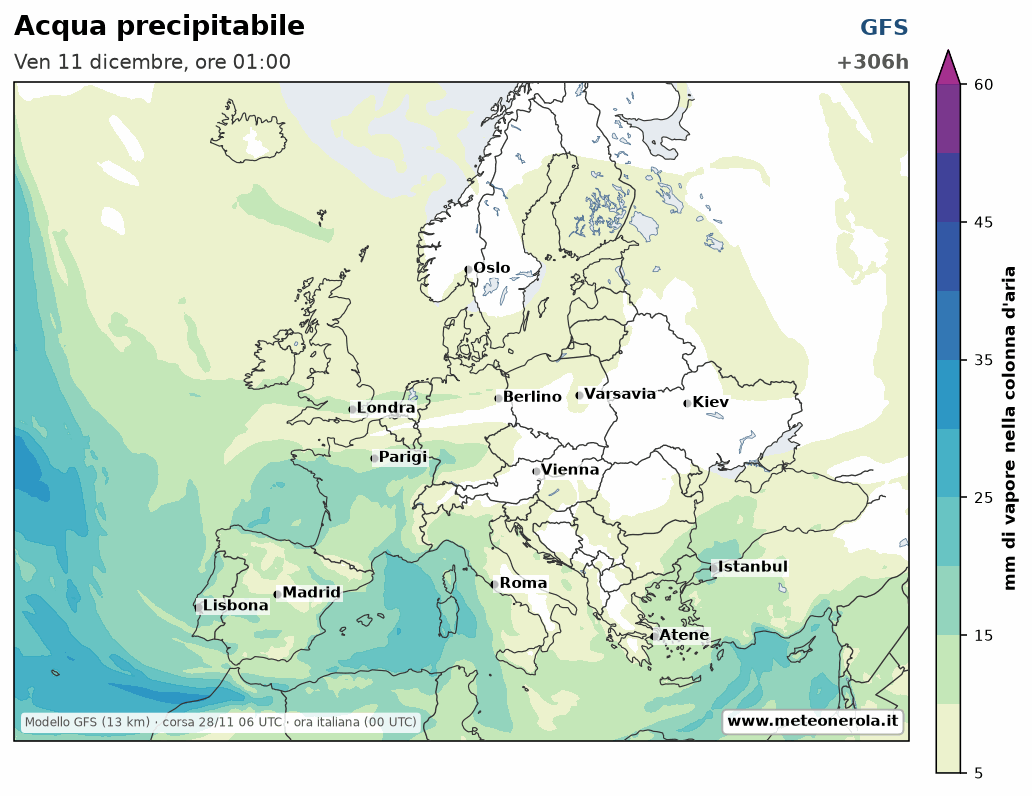 Acqua precipitabile
GFS
Ven 11 dicembre, ore 01:00
+306h
60
45
35
25
15
5
mm di vapore nella colonna d'aria
Oslo
Londra
Berlino
Varsavia
Kiev
Parigi
Vienna
Istanbul
Roma
Madrid
Lisbona
Atene
Modello GFS (13 km) · corsa 28/11 06 UTC · ora italiana (00 UTC)
www.meteonerola.it